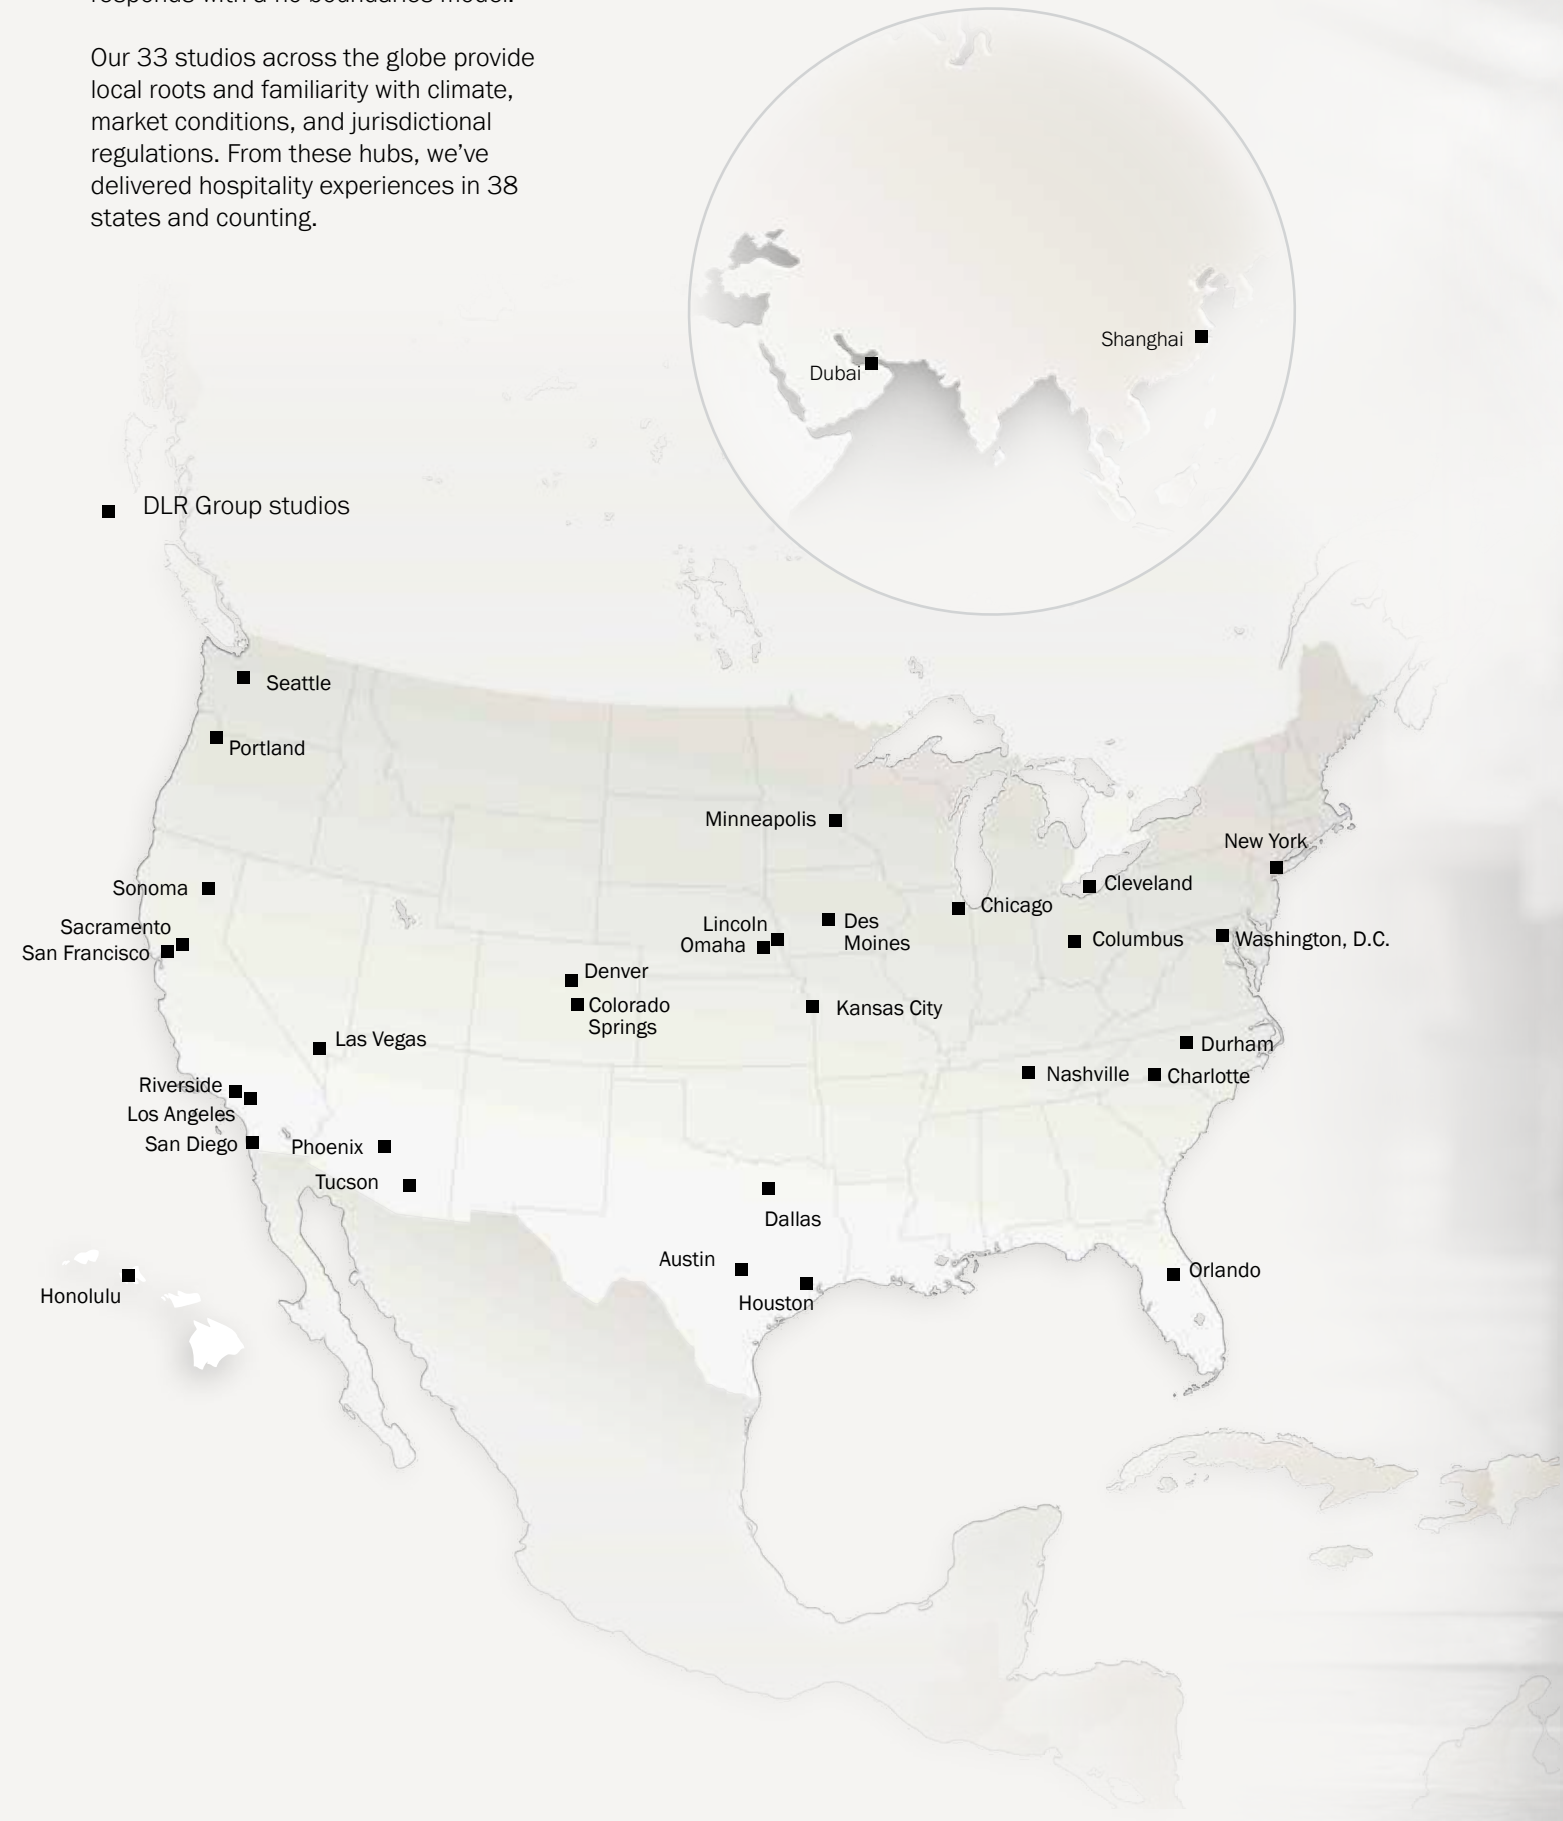 responds with a no boundaries model.
Our 33 studios across the globe provide
local roots and familiarity with climate,
market conditions, and jurisdictional
regulations. From these hubs, we’ve
delivered hospitality experiences in 38
states and counting.
Shanghai
Dubai
DLR Group studios
Seattle
Portland
Minneapolis
New York
Sonoma
Cleveland
Chicago
Sacramento
San Francisco
Lincoln
Omaha
Des
Moines
Columbus
Washington, D.C.
Denver
Colorado
Springs
Kansas City
Las Vegas
Durham
Nashville
Charlotte
Riverside
Los Angeles
San Diego
Phoenix
Tucson
Dallas
Austin
Houston
Orlando
Honolulu